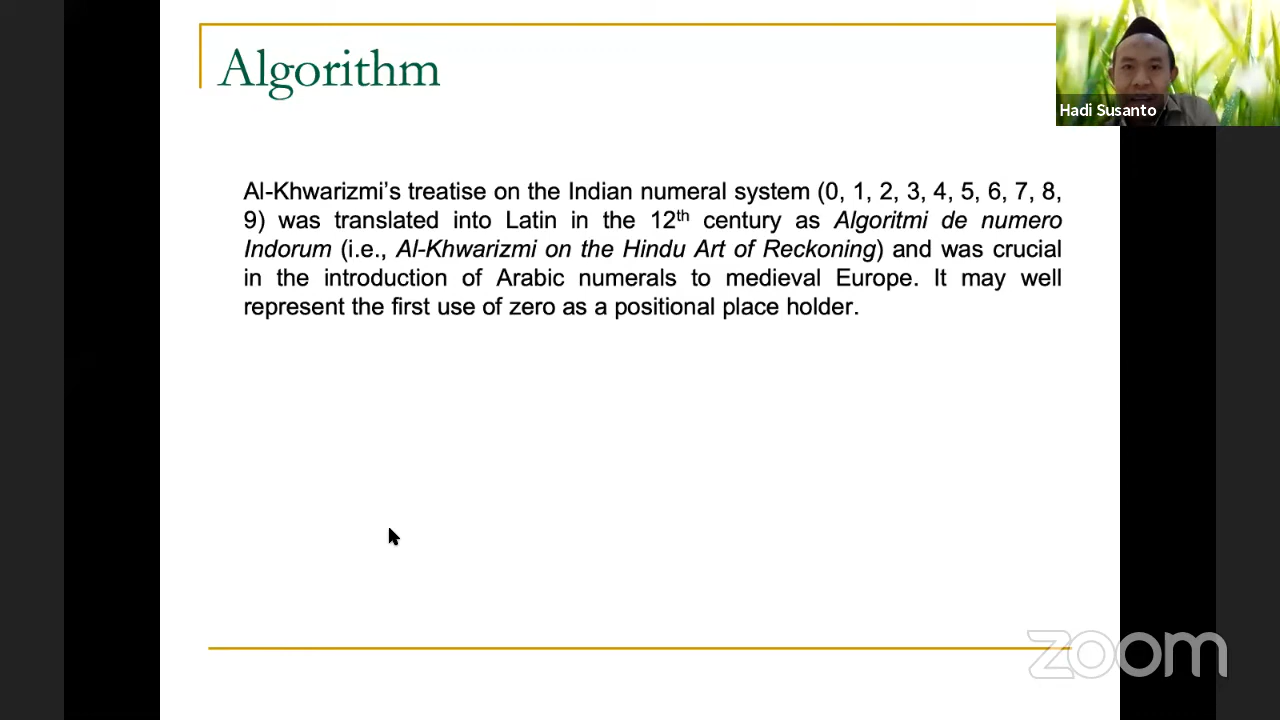 Algorithm
Hadi Susanto
Al-Khwarizmi’s treatise on the Indian numeral system (0, 1, 2, 3, 4, 5, 6, 7, 8,
9) was translated into Latin in the 12th century as Algoritmi de numero
Indorum (i.e., Al-Khwarizmi on the Hindu Art of Reckoning) and was crucial
in the introduction of Arabic numerals to medieval Europe. It may well
represent the first use of zero as a positional place holder.
zoom